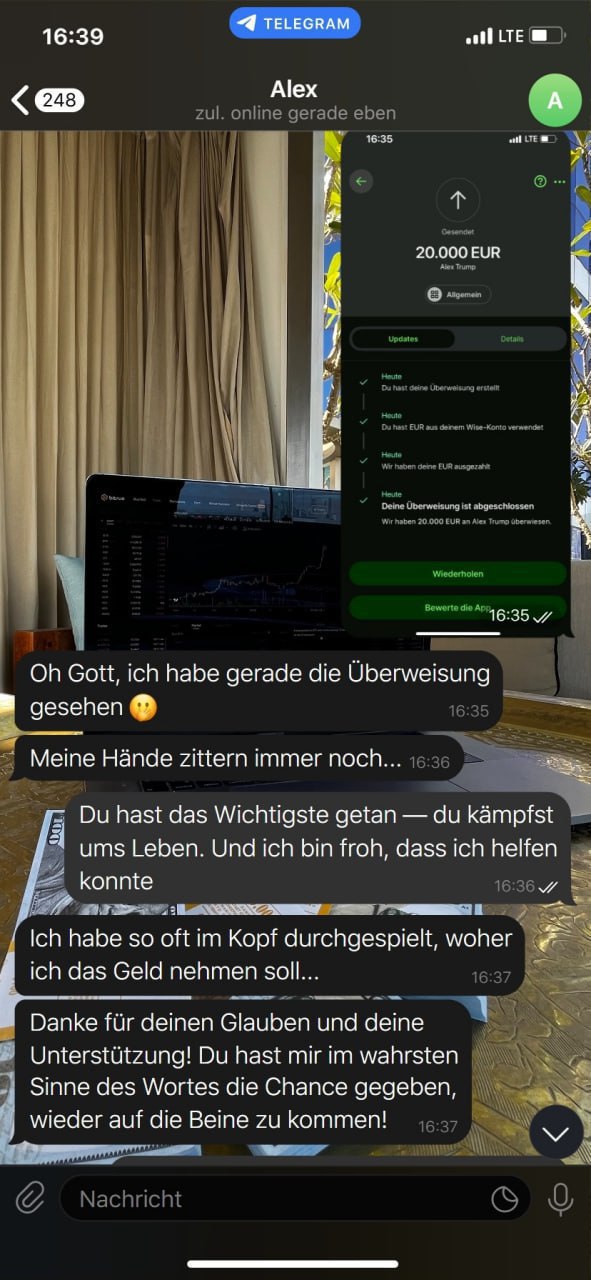 16:39
TELEGRAM
LTE
248
Alex
zul. online gerade eben
A
16:35
LTE
Gesendet
20.000 EUR
Alex Trump
Allgemein
Updates
Details
Heute
Du hast deine Überweisung erstellt
Heute
Du hast EUR aus deinem Wise-Konto verwendet
Heute
Wir haben deine EUR ausgezahlt
Heute
Deine Überweisung ist abgeschlossen
Wir haben 20.000 EUR an Alex Trump überwiesen.
Wiederholen
Bewerte die App
16:35
Oh Gott, ich habe gerade die Überweisung
gesehen 🫢
16:35
Meine Hände zittern immer noch...
16:36
Du hast das Wichtigste getan — du kämpfst
ums Leben. Und ich bin froh, dass ich helfen
konnte
16:36
Ich habe so oft im Kopf durchgespielt, woher
ich das Geld nehmen soll...
16:37
Danke für deinen Glauben und deine
Unterstützung! Du hast mir im wahrsten
Sinne des Wortes die Chance gegeben,
wieder auf die Beine zu kommen!
16:37
Nachricht